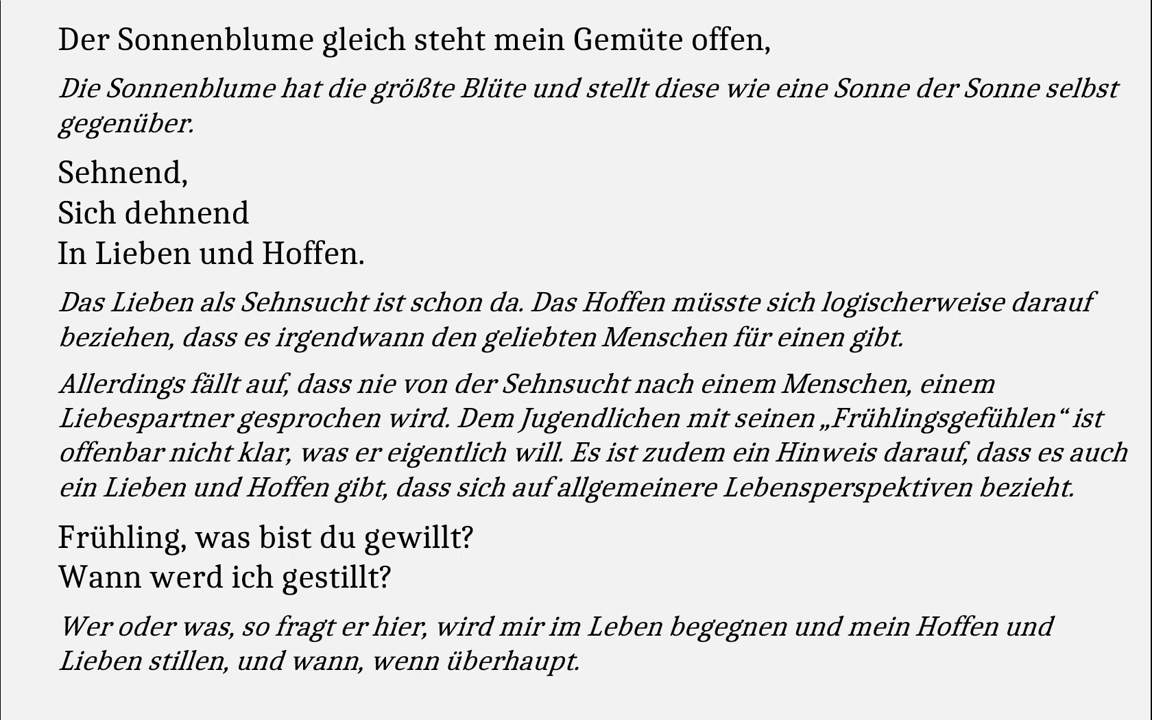 Der Sonnenblume gleich steht mein Gemüte offen,
Die Sonnenblume hat die größte Blüte und stellt diese wie eine Sonne der Sonne selbst
gegenüber.
Sehnend,
Sich dehnend
In Lieben und Hoffen.
Das Lieben als Sehnsucht ist schon da. Das Hoffen müsste sich logischerweise darauf
beziehen, dass es irgendwann den geliebten Menschen für einen gibt.
Allerdings fällt auf, dass nie von der Sehnsucht nach einem Menschen, einem
Liebespartner gesprochen wird. Dem Jugendlichen mit seinen „Frühlingsgefühlen“ ist
offenbar nicht klar, was er eigentlich will. Es ist zudem ein Hinweis darauf, dass es auch
ein Lieben und Hoffen gibt, dass sich auf allgemeinere Lebensperspektiven bezieht.
Frühling, was bist du gewillt?
Wann werd ich gestillt?
Wer oder was, so fragt er hier, wird mir im Leben begegnen und mein Hoffen und
Lieben stillen, und wann, wenn überhaupt.